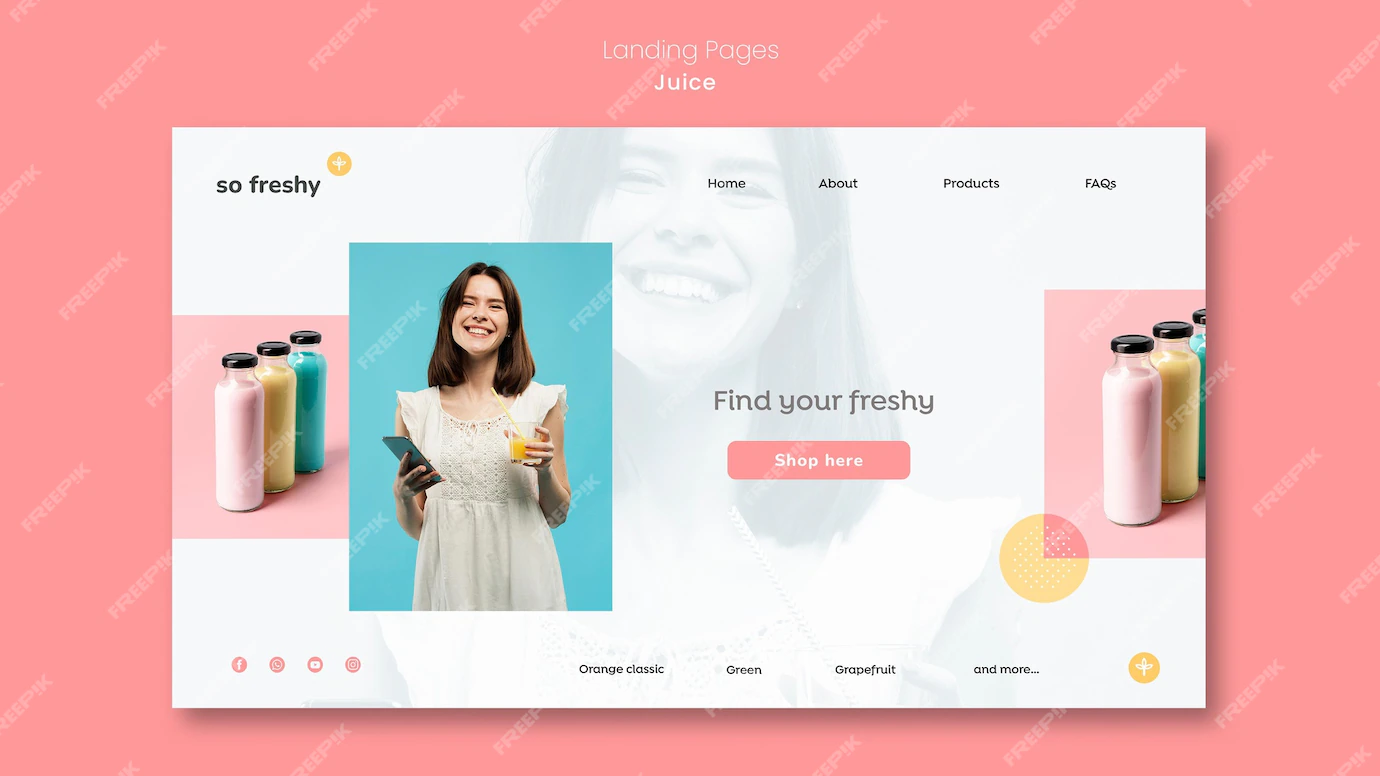 Landing Pages
Juice
so freshy
Home About Products FAQs
Find your freshy
Shop here
Orange classic Green Grapefruit and more...
FREEPIK